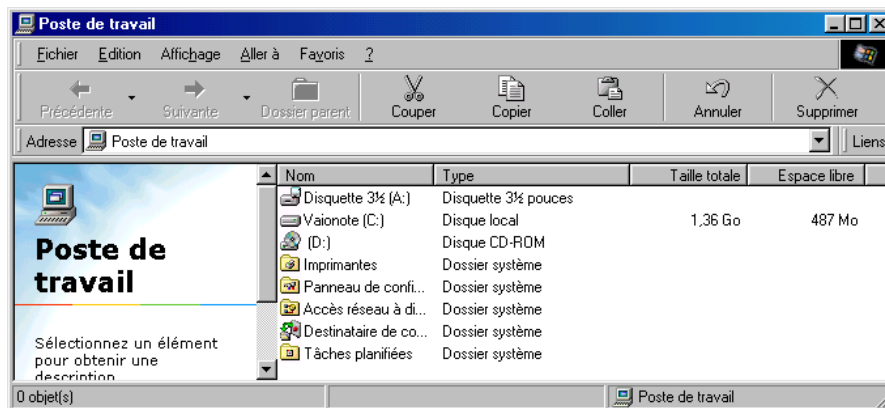 Poste de travail
Fichier Edition Affichage Aller à Favoris ?
Précédente Suivante Dossier parent Couper Copier Coller Annuler Supprimer
Adresse Poste de travail Liens
Poste de
travail
Sélectionnez un élément
pour obtenir une
description
Nom Type Taille totale Espace libre
Disquette 3½ (A:) Disquette 3½ pouces
Vaionote (C:) Disque local 1,36 Go 487 Mo
(D:) Disque CD-ROM
Imprimantes Dossier système
Panneau de confi... Dossier système
Accès réseau à di... Dossier système
Destinataire de co... Dossier système
Tâches planifiées Dossier système
0 objet(s) Poste de travail